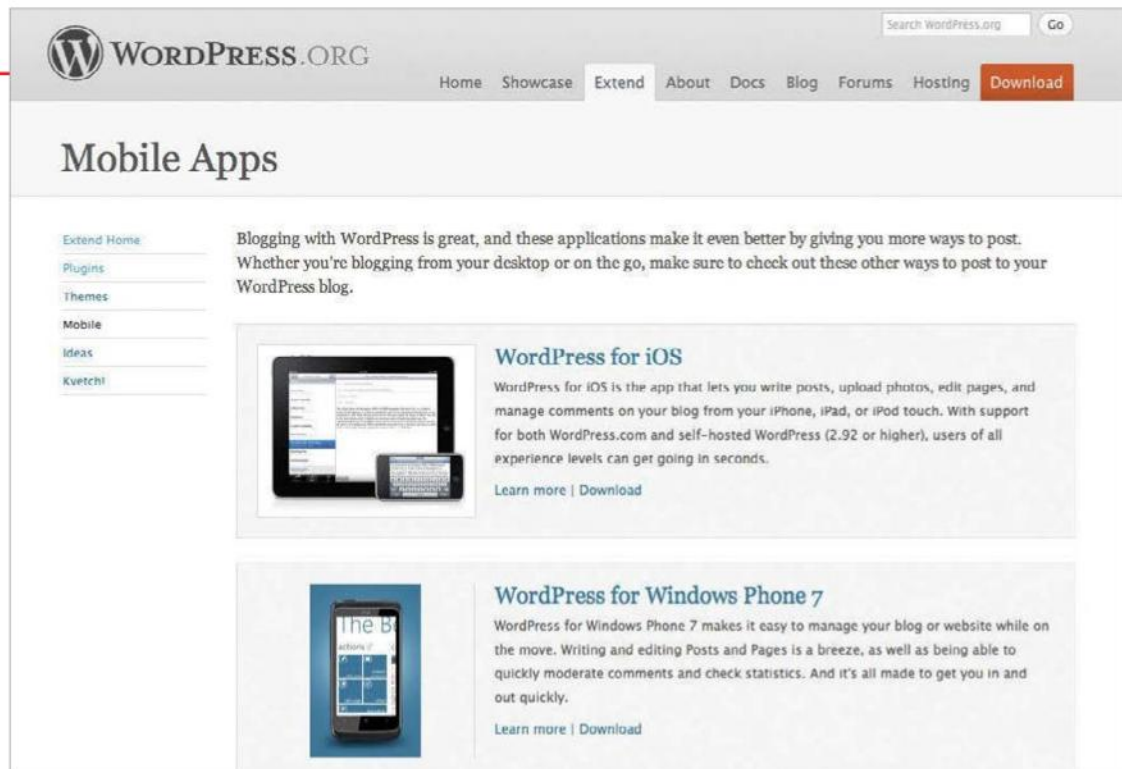 Search WordPress.org Go
WORDPRESS.ORG
Home Showcase Extend About Docs Blog Forums Hosting Download
Mobile Apps
Extend Home
Plugins
Themes
Mobile
Ideas
Kvetch!
Blogging with WordPress is great, and these applications make it even better by giving you more ways to post.
Whether you're blogging from your desktop or on the go, make sure to check out these other ways to post to your
WordPress blog.
WordPress for iOS
WordPress for iOS is the app that lets you write posts, upload photos, edit pages, and
manage comments on your blog from your iPhone, iPad, or iPod touch. With support
for both WordPress.com and self-hosted WordPress (2.92 or higher), users of all
experience levels can get going in seconds.
Learn more | Download
The B
actions
WordPress for Windows Phone 7
WordPress for Windows Phone 7 makes it easy to manage your blog or website while on
the move. Writing and editing Posts and Pages is a breeze, as well as being able to
quickly moderate comments and check statistics. And it's all made to get you in and
out quickly.
Learn more | Download